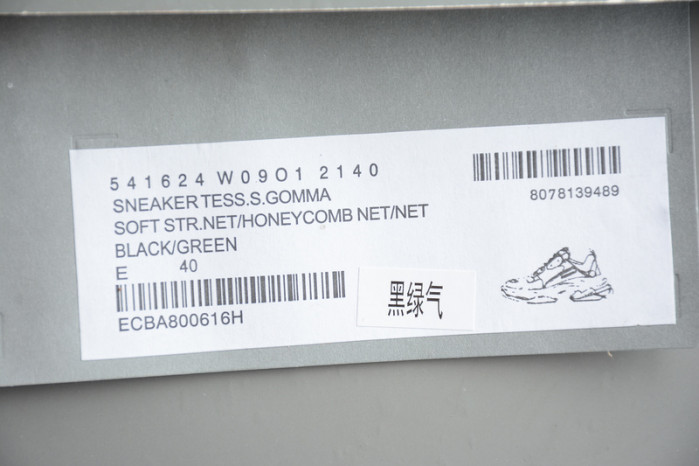 541624 W09O1 2140
SNEAKER TESS.S.GOMMA
SOFT STR.NET/HONEYCOMB NET/NET
BLACK/GREEN
E 40
ECBA800616H
8078139489
黑绿气